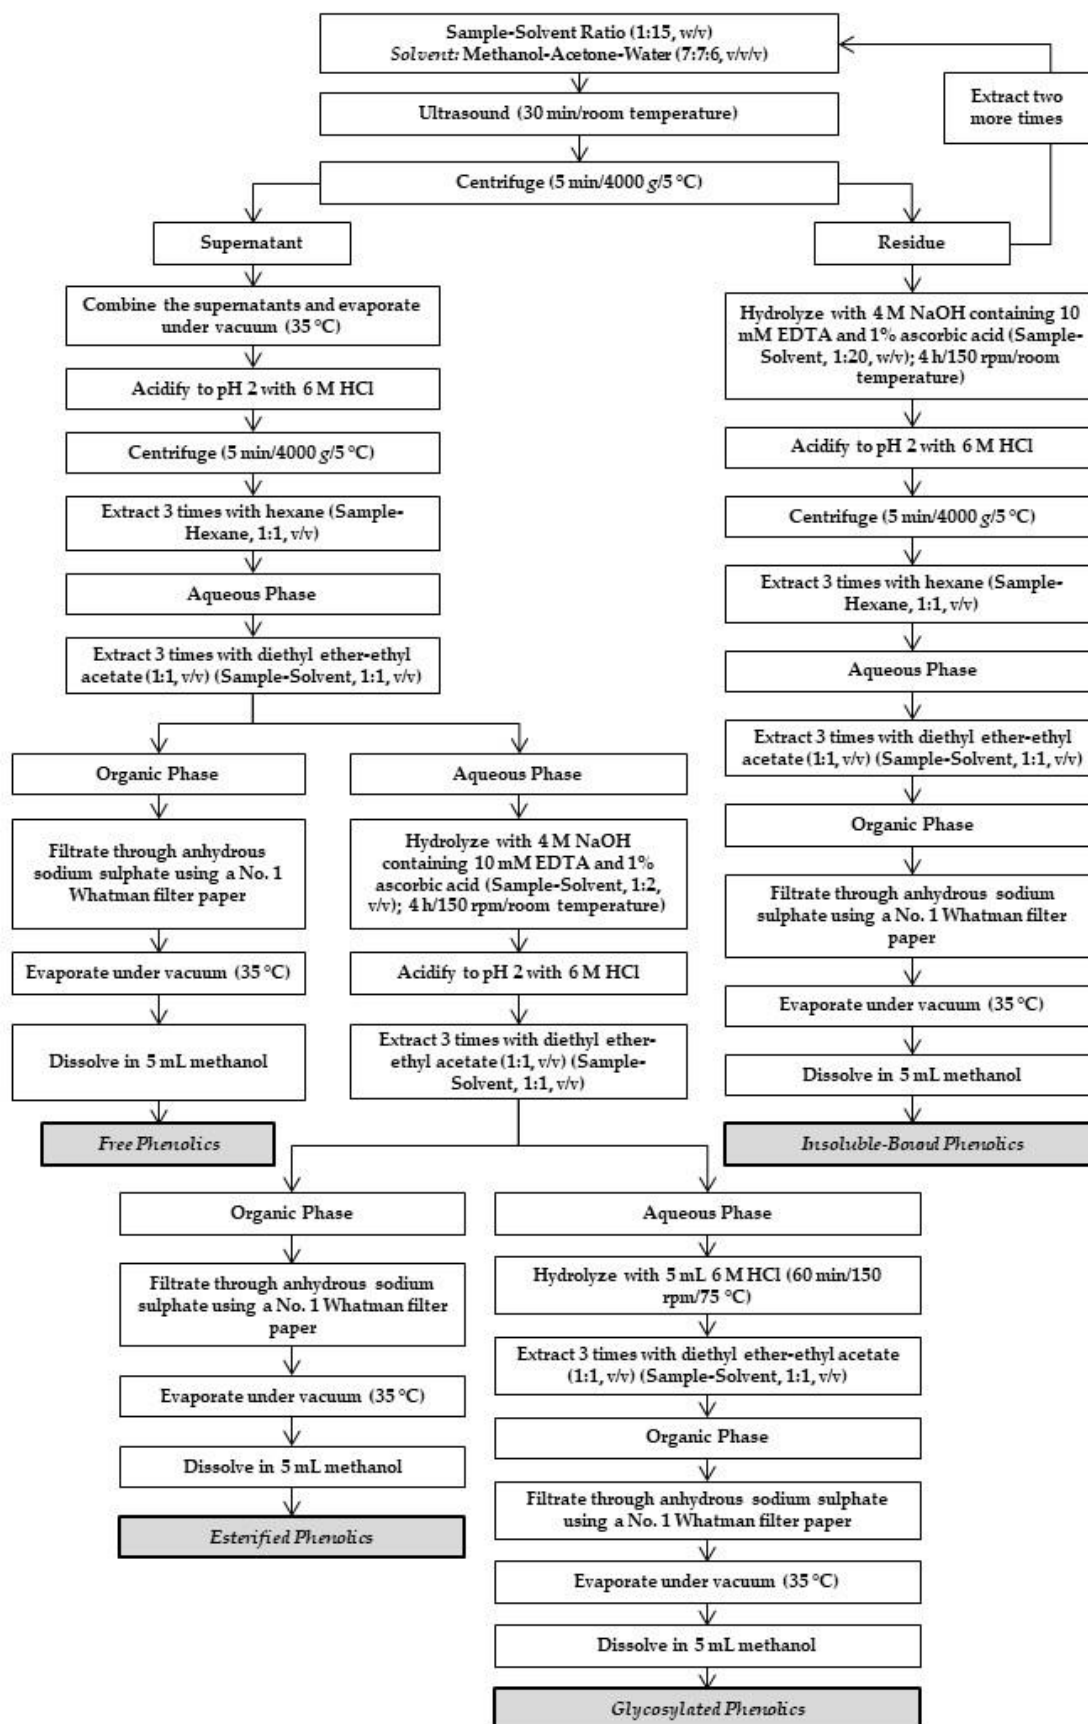 Sample-Solvent Ratio (1:15, w/v)
Solvent: Methanol-Acetone-Water (7:7:6, v/v/v)
Extract two
more times
Ultrasound (30 min/room temperature)
Centrifuge (5 min/4000 g/5 °C)
Supernatant
Residue
Combine the supernatants and evaporate
under vacuum (35 °C)
Acidify to pH 2 with 6 M HCl
Centrifuge (5 min/4000 g/5 °C)
Extract 3 times with hexane (Sample-
Hexane, 1:1, v/v)
Aqueous Phase
Extract 3 times with diethyl ether-ethyl
acetate (1:1, v/v) (Sample-Solvent, 1:1, v/v)
Hydrolyze with 4 M NaOH containing 10
mM EDTA and 1% ascorbic acid (Sample-
Solvent, 1:20, w/v); 4 h/150 rpm/room
temperature)
Acidify to pH 2 with 6 M HCl
Centrifuge (5 min/4000 g/5 °C)
Extract 3 times with hexane (Sample-
Hexane, 1:1, v/v)
Aqueous Phase
Extract 3 times with diethyl ether-ethyl
acetate (1:1, v/v) (Sample-Solvent, 1:1, v/v)
Organic Phase
Filtrate through anhydrous sodium
sulphate using a No. 1 Whatman filter
paper
Evaporate under vacuum (35 °C)
Dissolve in 5 mL methanol
Insoluble-Bound Phenolics
Organic Phase
Filtrate through anhydrous
sodium sulphate using a No. 1
Whatman filter paper
Evaporate under vacuum (35 °C)
Dissolve in 5 mL methanol
Free Phenolics
Aqueous Phase
Hydrolyze with 4 M NaOH
containing 10 mM EDTA and 1%
ascorbic acid (Sample-Solvent, 1:2,
v/v); 4 h/150 rpm/room temperature)
Acidify to pH 2 with 6 M HCl
Extract 3 times with diethyl ether-
ethyl acetate (1:1, v/v) (Sample-
Solvent, 1:1, v/v)
Organic Phase
Filtrate through anhydrous sodium
sulphate using a No. 1 Whatman filter
paper
Evaporate under vacuum (35 °C)
Dissolve in 5 mL methanol
Esterified Phenolics
Aqueous Phase
Hydrolyze with 5 mL 6 M HCl (60 min/150
rpm/75 °C)
Extract 3 times with diethyl ether-ethyl acetate
(1:1, v/v) (Sample-Solvent, 1:1, v/v)
Organic Phase
Filtrate through anhydrous sodium sulphate
using a No. 1 Whatman filter paper
Evaporate under vacuum (35 °C)
Dissolve in 5 mL methanol
Glycosylated Phenolics